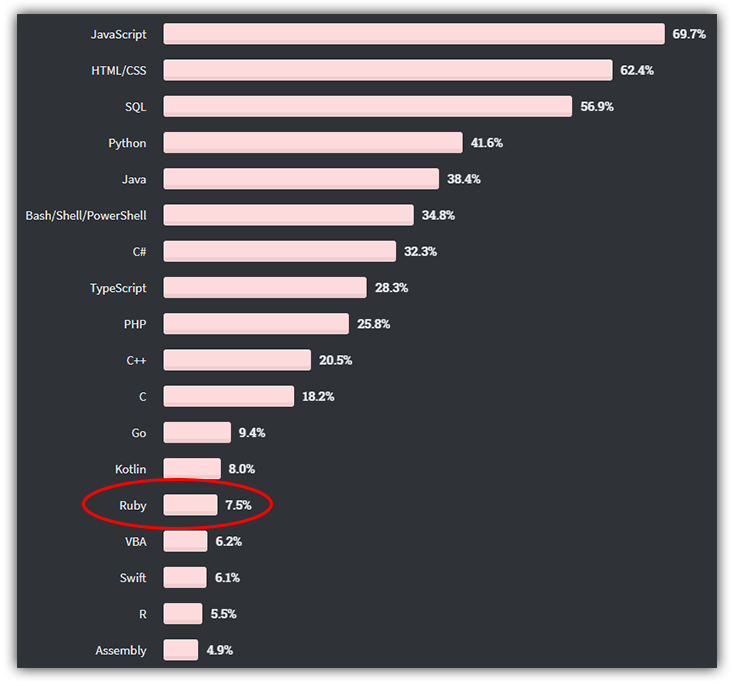 JavaScript 69.7%
HTML/CSS 62.4%
SQL 56.9%
Python 41.6%
Java 38.4%
Bash/Shell/PowerShell 34.8%
C# 32.3%
TypeScript 28.3%
PHP 25.8%
C++ 20.5%
C 18.2%
Go 9.4%
Kotlin 8.0%
Ruby 7.5%
VBA 6.2%
Swift 6.1%
R 5.5%
Assembly 4.9%